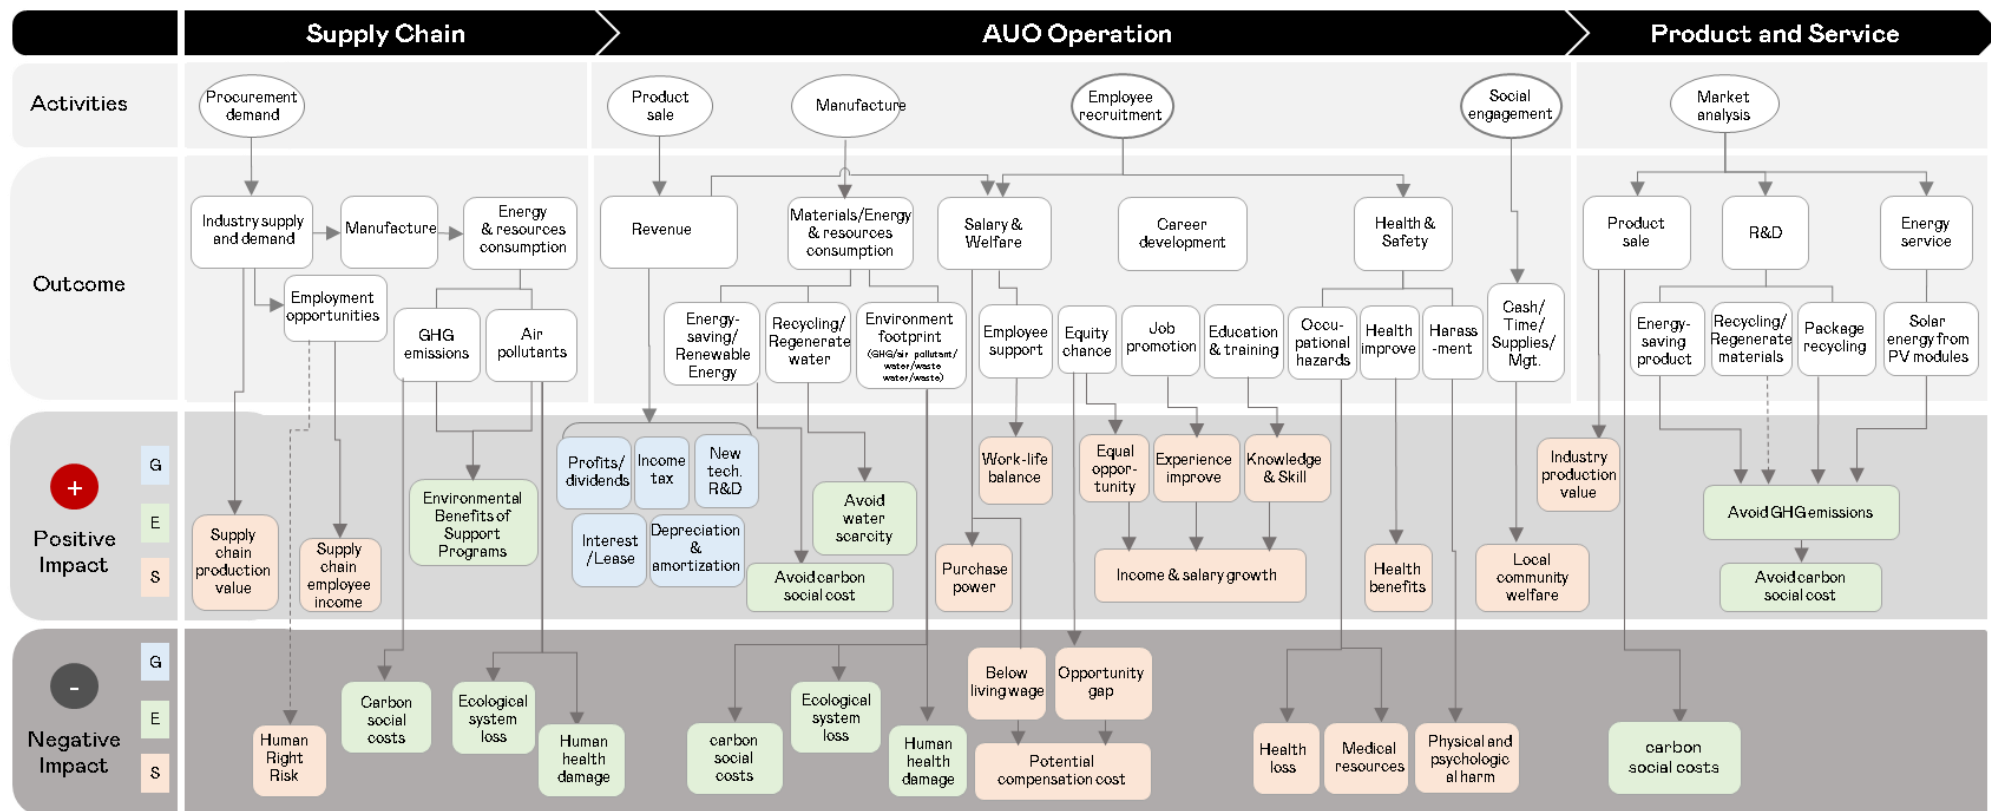 Supply Chain
AUO Operation
Product and Service
Activities
Procurement
demand
Product
sale
Manufacture
Employee
recruitment
Social
engagement
Market
analysis
Outcome
Industry supply
and demand
Manufacture
Energy
& resources
consumption
Employment
opportunities
GHG
emissions
Air
pollutants
Revenue
Materials/Energy
& resources
consumption
Salary &
Welfare
Career
development
Health &
Safety
Energy-
saving/
Renewable
Energy
Recycling/
Regenerate
water
Environment
footprint
(GHG/air pollutant/
water/waste
water/waste)
Employee
support
Equity
chance
Job
promotion
Education
& training
Occu-
pational
hazards
Health
improve
Harass
-ment
Cash/
Time/
Supplies/
Mgt.
Product
sale
R&D
Energy
service
Energy-
saving
product
Recycling/
Regenerate
materials
Package
recycling
Solar
energy from
PV modules
+
Positive
Impact
G
E
S
Supply
chain
production
value
Supply
chain
employee
income
Environmental
Benefits of
Support
Programs
Profits/
dividends
Income
tax
New
tech.
R&D
Interest
/Lease
Depreciation &
amortization
Avoid
water
scarcity
Avoid carbon
social cost
Work-life
balance
Purchase
power
Equal
oppor-
tunity
Experience
improve
Knowledge
& Skill
Income & salary growth
Health
benefits
Local
community
welfare
Industry
production
value
Avoid GHG emissions
Avoid carbon
social cost
-
Negative
Impact
G
E
S
Human
Right
Risk
Carbon
social
costs
Ecological
system
loss
Human
health
damage
carbon
social
costs
Ecological
system
loss
Human
health
damage
Below
living wage
Opportunity
gap
Potential
compensation cost
Health
loss
Medical
resources
Physical and
psychologic
al harm
carbon
social costs